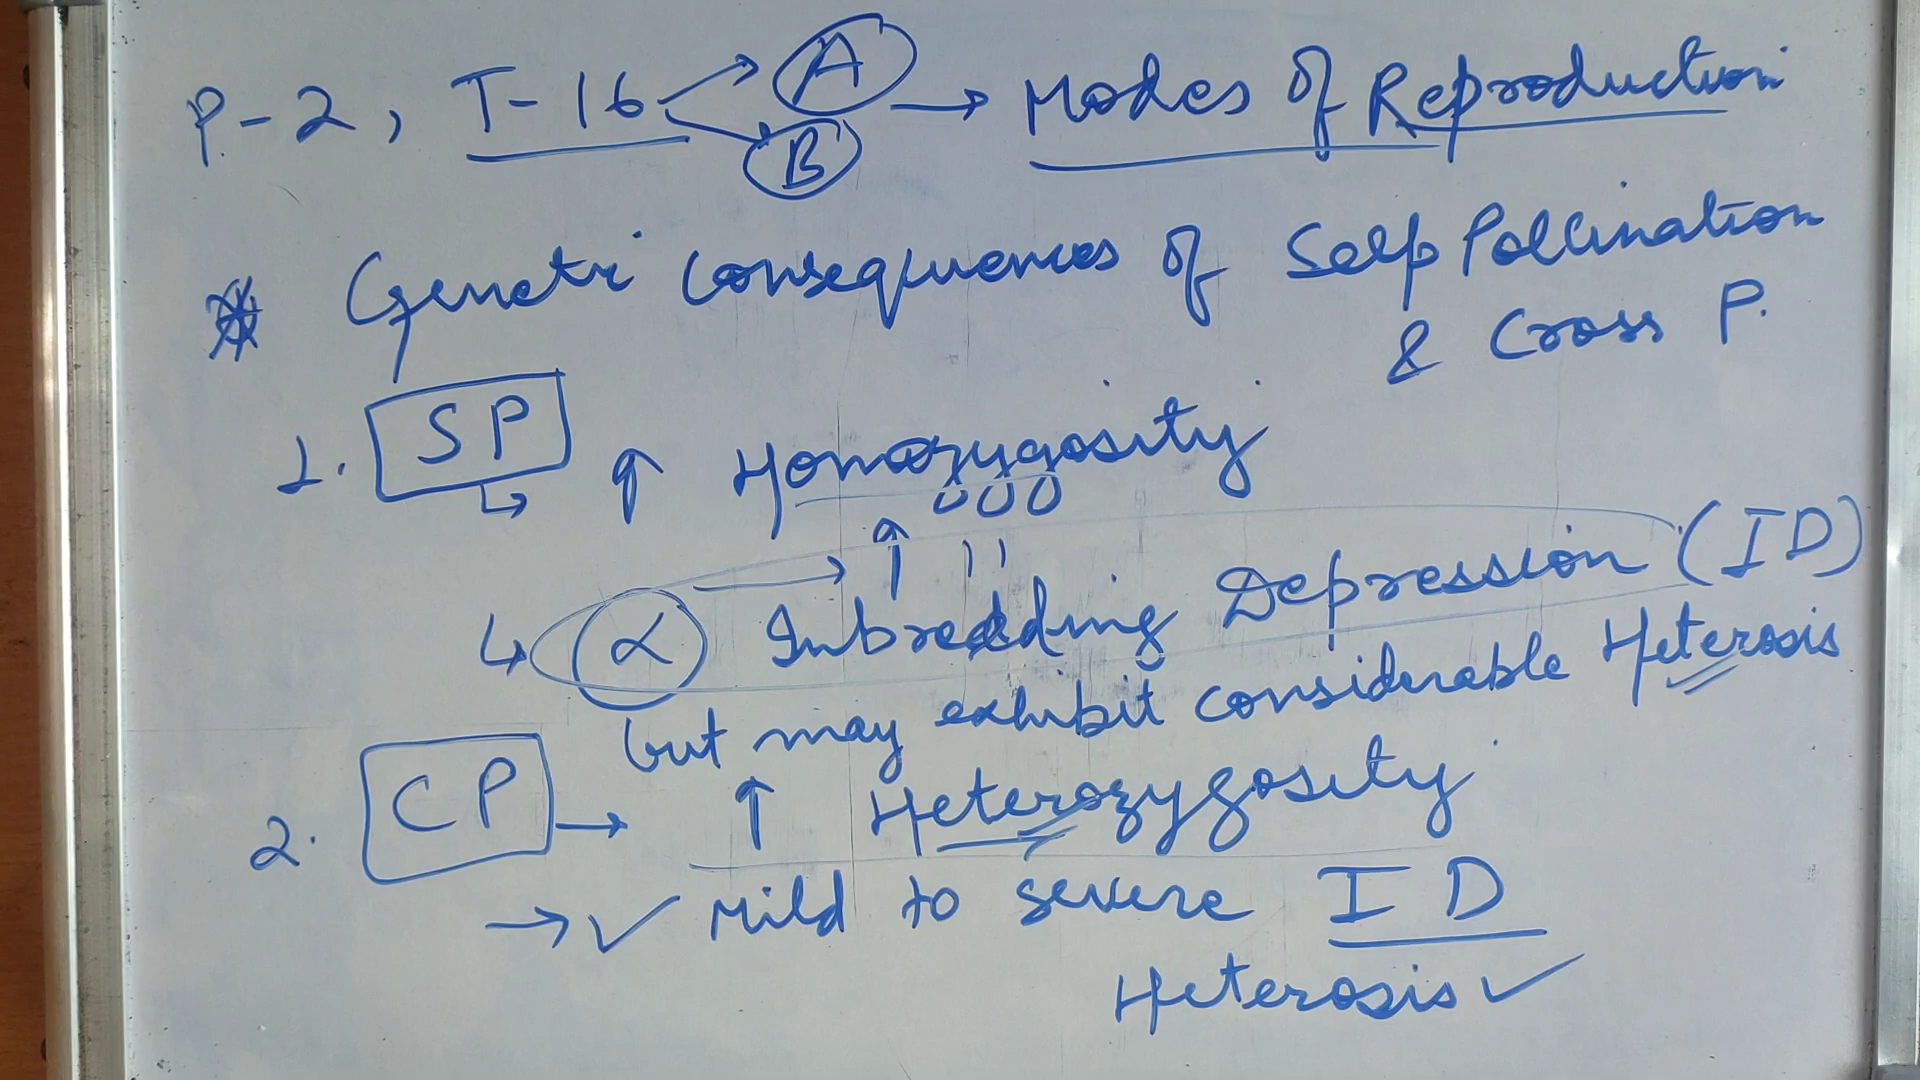 P-2, T-16 → A → Modes of Reproduction
B
* Genetic Consequences of Self Pollination
& Cross P.
1. SP ↳ ↑ Homozygosity
↳ α → ↑ Inbreeding Depression (ID)
but may exhibit considerable Heterosis
2. CP → ↑ Heterozygosity
→ ✓ Mild to severe ID
Heterosis ✓